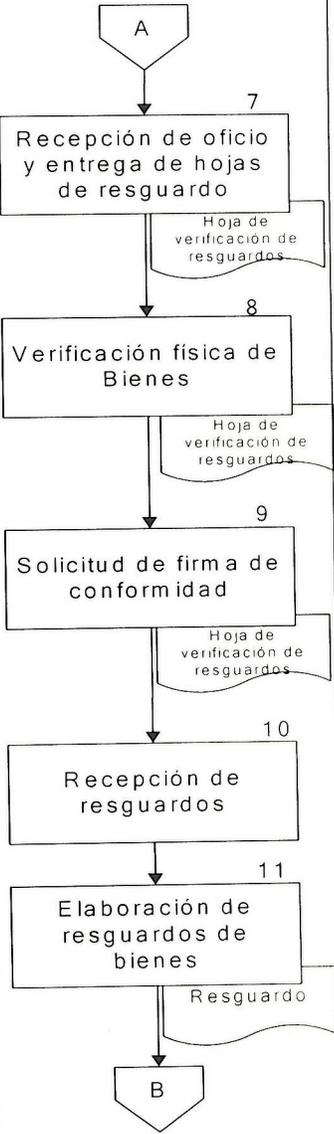 A
7
Recepción de oficio
y entrega de hojas
de resguardo
Hoja de
verificación de
resguardos
8
Verificación física de
Bienes
Hoja de
verificación de
resguardos
9
Solicitud de firma de
conformidad
Hoja de
verificación de
resguardos
10
Recepción de
resguardos
11
Elaboración de
resguardos de
bienes
Resguardo
B